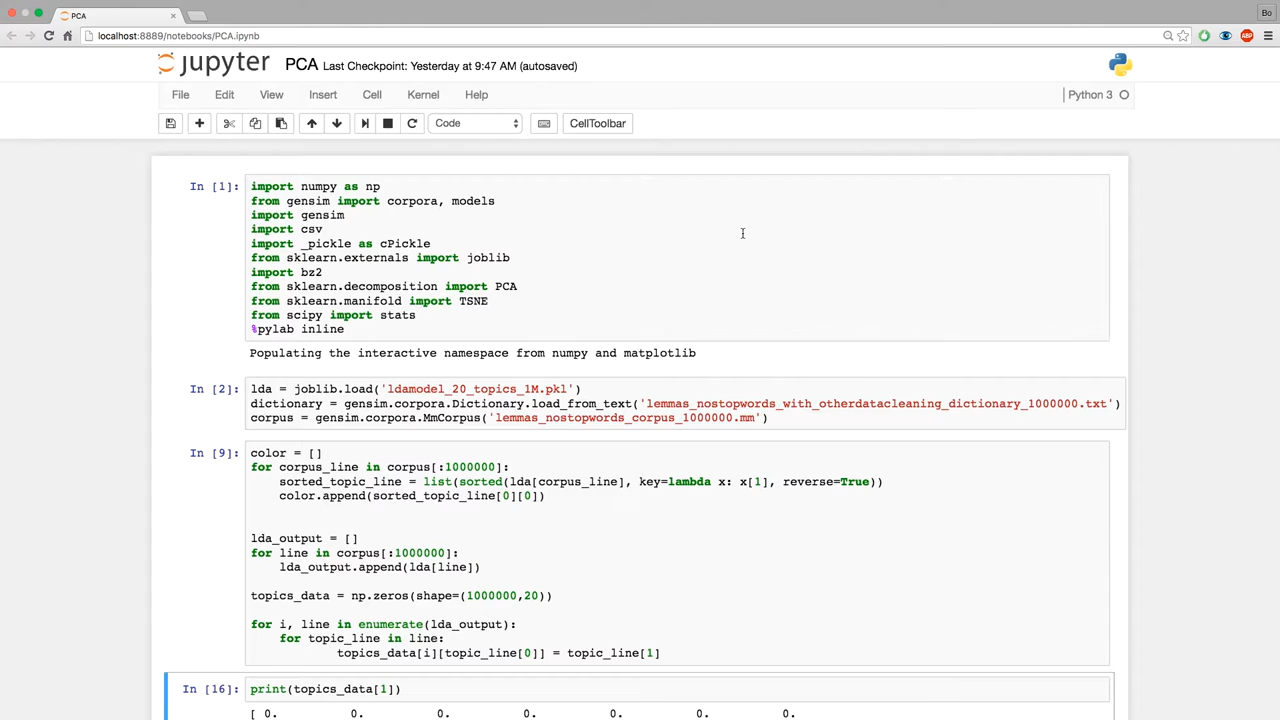 PCA
Bo
localhost:8889/notebooks/PCA.ipynb
ABP
jupyter PCA Last Checkpoint: Yesterday at 9:47 AM (autosaved)
File Edit View Insert Cell Kernel Help Python 3
Code CellToolbar
In [1]: import numpy as np
from gensim import corpora, models
import gensim
import csv
import _pickle as cPickle
from sklearn.externals import joblib
import bz2
from sklearn.decomposition import PCA
from sklearn.manifold import TSNE
from scipy import stats
%pylab inline
Populating the interactive namespace from numpy and matplotlib
In [2]: lda = joblib.load('ldamodel_20_topics_1M.pkl')
dictionary = gensim.corpora.Dictionary.load_from_text('lemmas_nostopwords_with_otherdatacleaning_dictionary_1000000.txt')
corpus = gensim.corpora.MmCorpus('lemmas_nostopwords_corpus_1000000.mm')
In [9]: color = []
for corpus_line in corpus[:1000000]:
sorted_topic_line = list(sorted(lda[corpus_line], key=lambda x: x[1], reverse=True))
color.append(sorted_topic_line[0][0])
lda_output = []
for line in corpus[:1000000]:
lda_output.append(lda[line])
topics_data = np.zeros(shape=(1000000,20))
for i, line in enumerate(lda_output):
for topic_line in line:
topics_data[i][topic_line[0]] = topic_line[1]
In [16]: print(topics_data[1])
[ 0. 0. 0. 0. 0. 0. 0.